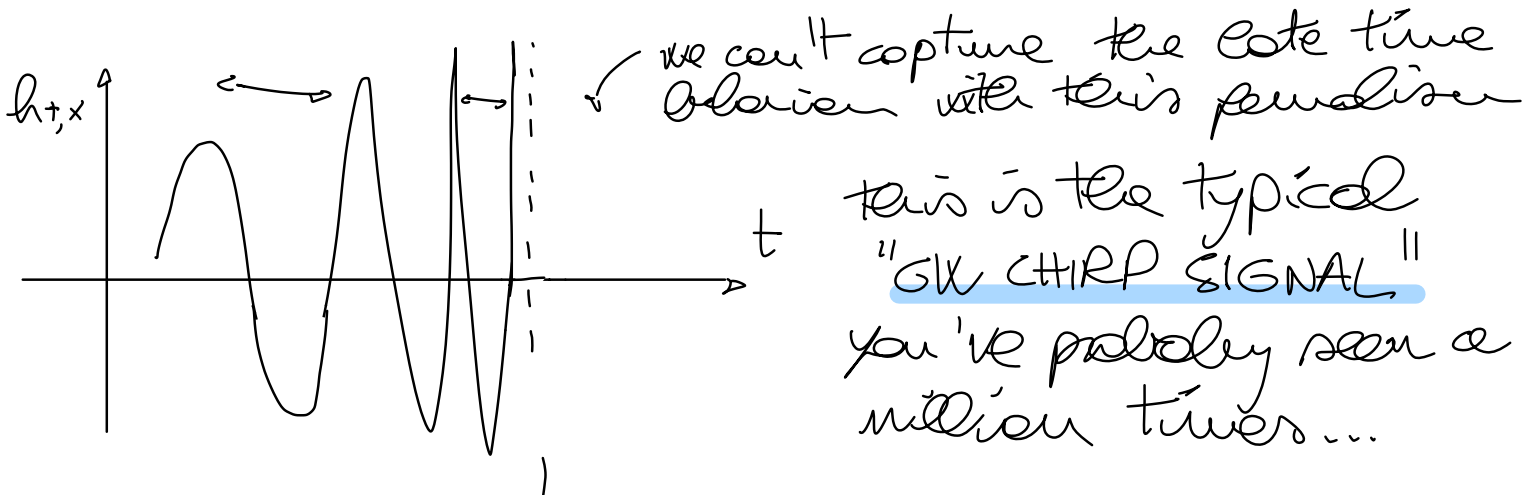 h+,x
we can't capture the late time
behavior with this formalism
t
this is the typical
"GW CHIRP SIGNAL"
you've probably seen a
million times...